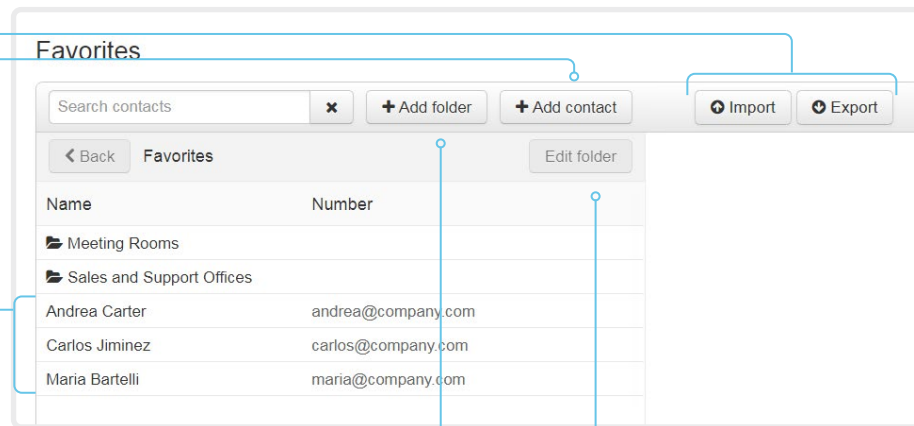 Favorites
Search contacts
Add folder
Add contact
Import
Export
Back
Favorites
Edit folder
Name
Number
Meeting Rooms
Sales and Support Offices
Andrea Carter
andrea@company.com
Carlos Jiminez
carlos@company.com
Maria Bartelli
maria@company.com